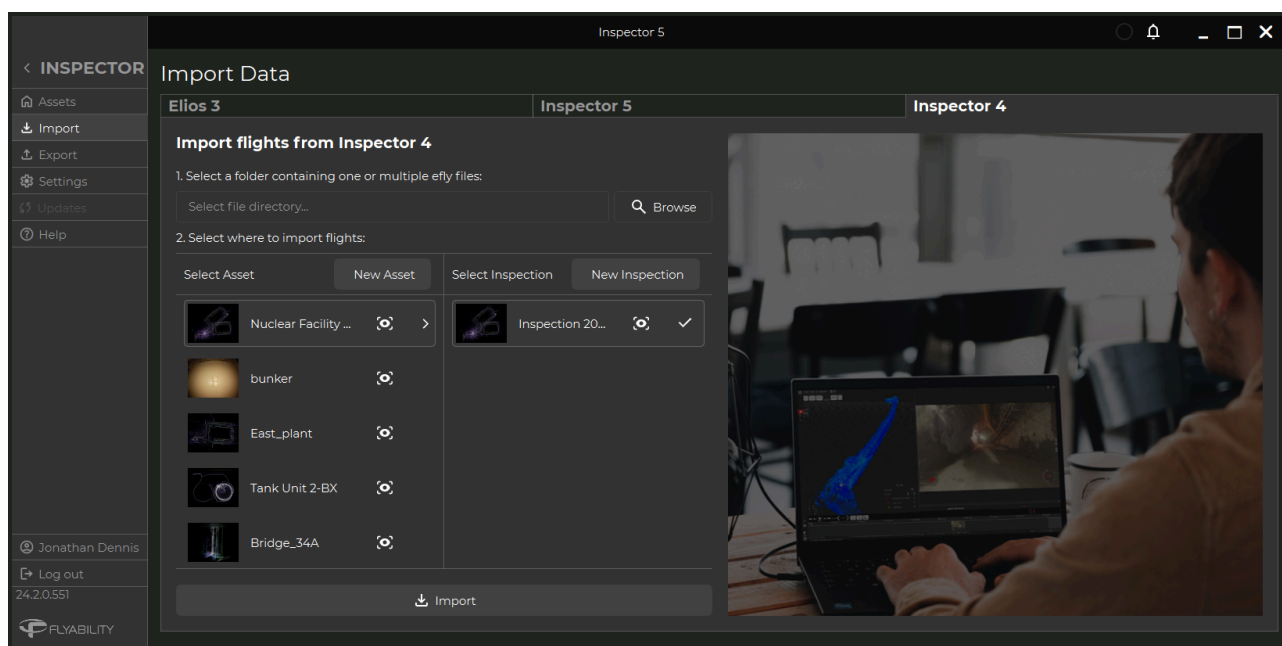 Inspector 5
< INSPECTOR
Assets
Import
Export
Settings
Updates
Help
Jonathan Dennis
Log out
24.2.0.551
FLYABILITY
Import Data
Elios 3
Inspector 5
Inspector 4
Import flights from Inspector 4
1. Select a folder containing one or multiple efly files:
Select file directory...
Browse
2. Select where to import flights:
Select Asset
New Asset
Select Inspection
New Inspection
Nuclear Facility ...
Inspection 20...
bunker
East_plant
Tank Unit 2-BX
Bridge_34A
Import